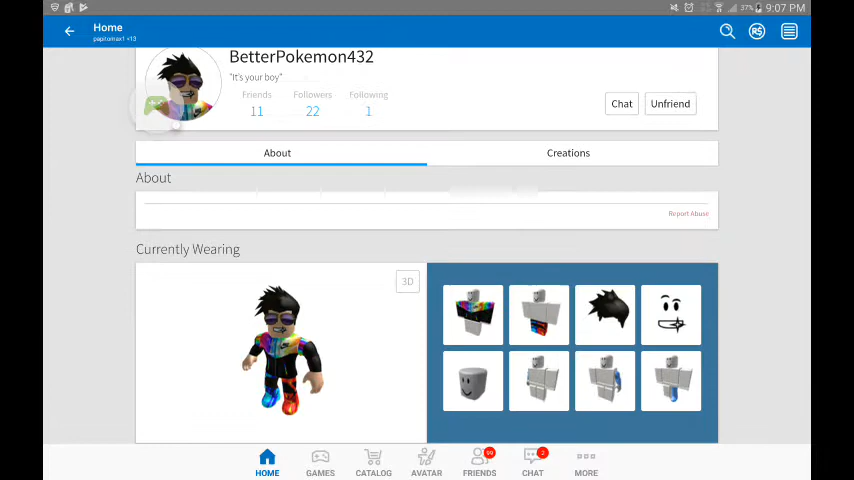 37% 9:07 PM
Home
papitomax1 <13
BetterPokemon432
"It's your boy"
Friends Followers Following
11 22 1
Chat Unfriend
About Creations
About
Report Abuse
Currently Wearing
3D
99 2
HOME GAMES CATALOG AVATAR FRIENDS CHAT MORE